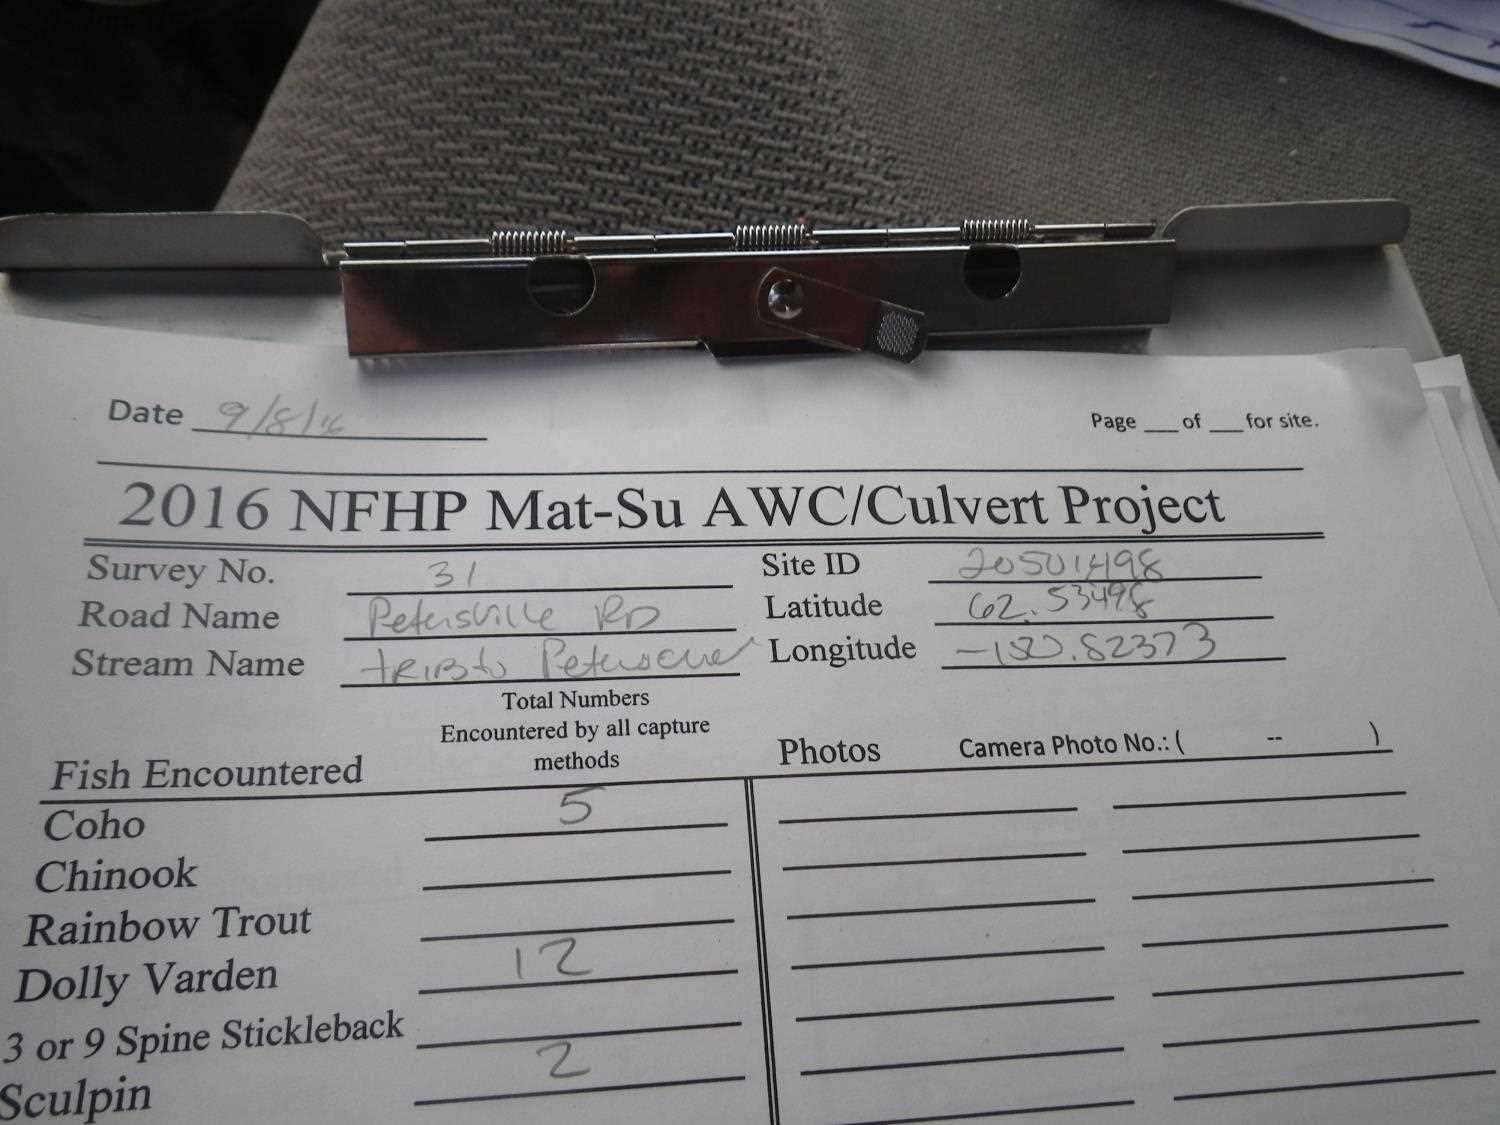 Date 9/8/16 Page ___ of ___ for site.
2016 NFHP Mat-Su AWC/Culvert Project
Survey No. 31 Site ID 20501498
Road Name Petersville RD Latitude 62.53498
Stream Name trib to Latitude Longitude -150.82373
Total Numbers
Encountered by all capture
methods
Fish Encountered Photos Camera Photo No.: ( -- )
Coho 5
Chinook
Rainbow Trout
Dolly Varden 12
3 or 9 Spine Stickleback
Sculpin 2